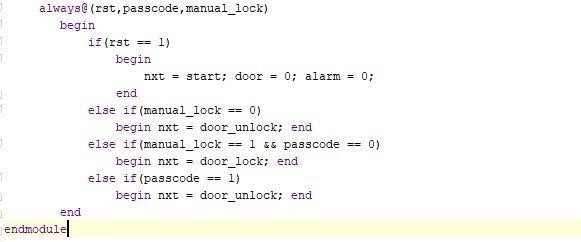 always@(rst,passcode,manual_lock)
begin
if(rst == 1)
begin
nxt = start; door = 0; alarm = 0;
end
else if(manual_lock == 0)
begin nxt = door_unlock; end
else if(manual_lock == 1 && passcode == 0)
begin nxt = door_lock; end
else if(passcode == 1)
begin nxt = door_unlock; end
end
endmodule